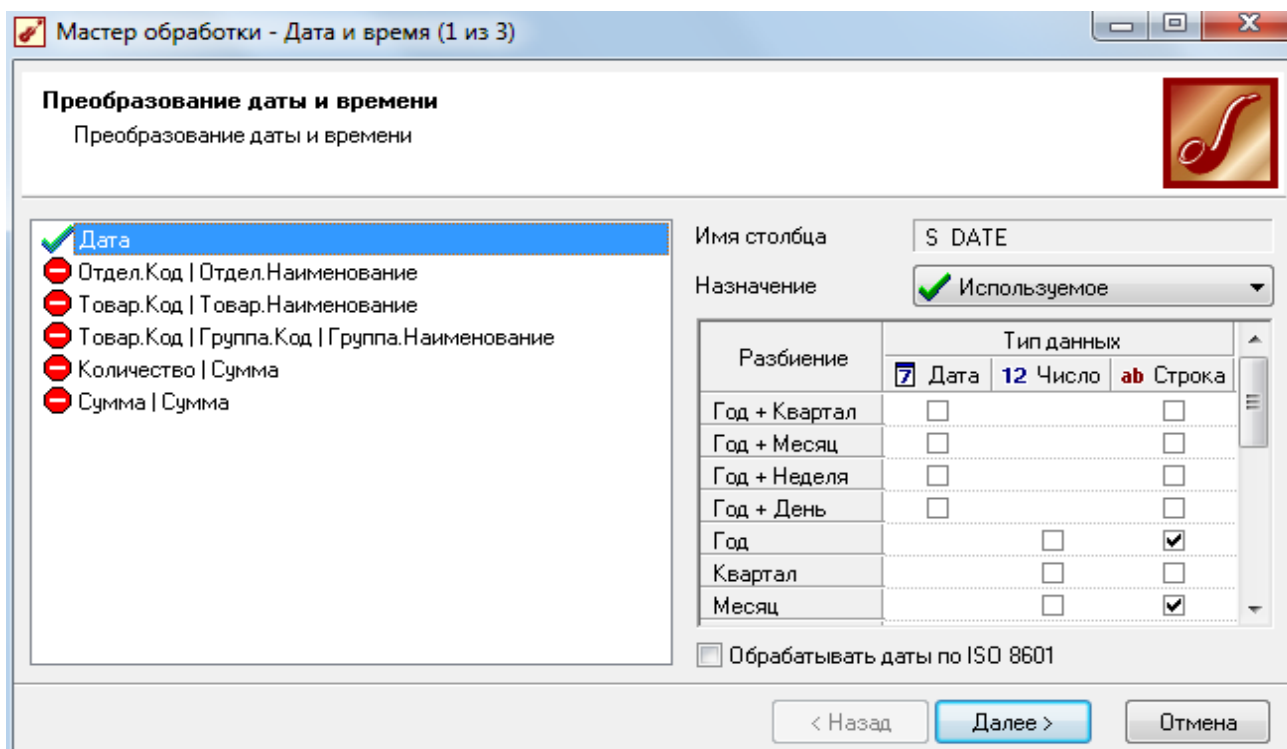 Мастер обработки - Дата и время (1 из 3)
Преобразование даты и времени
Преобразование даты и времени
Дата
Отдел.Код | Отдел.Наименование
Товар.Код | Товар.Наименование
Товар.Код | Группа.Код | Группа.Наименование
Количество | Сумма
Сумма | Сумма
Имя столбца S DATE
Назначение Используемое
Разбиение Тип данных
7 Дата 12 Число ab Строка
Год + Квартал
Год + Месяц
Год + Неделя
Год + День
Год
Квартал
Месяц
Обрабатывать даты по ISO 8601
< Назад Далее > Отмена